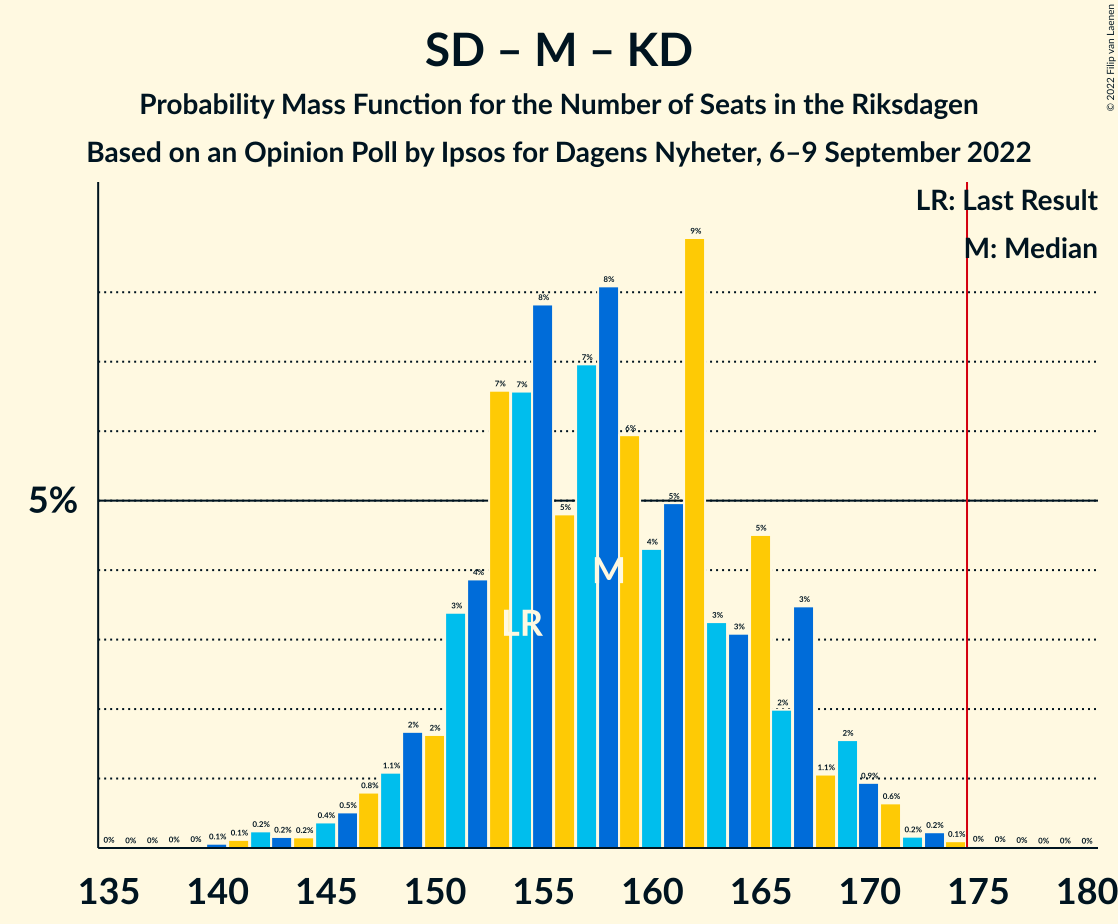 © 2022 Filip van Laenen
SD – M – KD
Probability Mass Function for the Number of Seats in the Riksdagen
Based on an Opinion Poll by Ipsos for Dagens Nyheter, 6–9 September 2022
LR: Last Result
M: Median
5%
0% 0% 0% 0% 0% 0.1% 0.1% 0.2% 0.2% 0.2% 0.4% 0.5% 0.8% 1.1% 2% 2% 3% 4% 7% 7% 8% 5% 7% 8% 6% 4% 5% 9% 3% 3% 5% 2% 3% 1.1% 2% 0.9% 0.6% 0.2% 0.2% 0.1% 0% 0% 0% 0% 0% 0%
M
LR
135 140 145 150 155 160 165 170 175 180